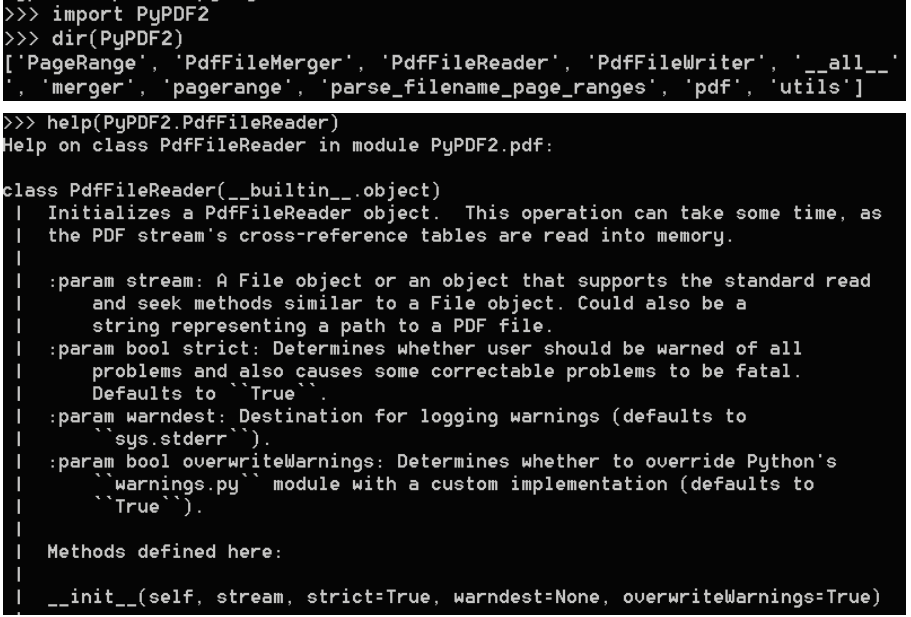 >>> import PyPDF2
>>> dir(PyPDF2)
['PageRange', 'PdfFileMerger', 'PdfFileReader', 'PdfFileWriter', '__all__'
', 'merger', 'pagerange', 'parse_filename_page_ranges', 'pdf', 'utils']
>>> help(PyPDF2.PdfFileReader)
Help on class PdfFileReader in module PyPDF2.pdf:

class PdfFileReader(__builtin__.object)
 |  Initializes a PdfFileReader object.  This operation can take some time, as
 |  the PDF stream's cross-reference tables are read into memory.
 |
 |  :param stream: A File object or an object that supports the standard read
 |      and seek methods similar to a File object. Could also be a
 |      string representing a path to a PDF file.
 |  :param bool strict: Determines whether user should be warned of all
 |      problems and also causes some correctable problems to be fatal.
 |      Defaults to ``True``.
 |  :param warndest: Destination for logging warnings (defaults to
 |      ``sys.stderr``).
 |  :param bool overwriteWarnings: Determines whether to override Python's
 |      ``warnings.py`` module with a custom implementation (defaults to
 |      ``True``).
 |
 |  Methods defined here:
 |
 |  __init__(self, stream, strict=True, warndest=None, overwriteWarnings=True)